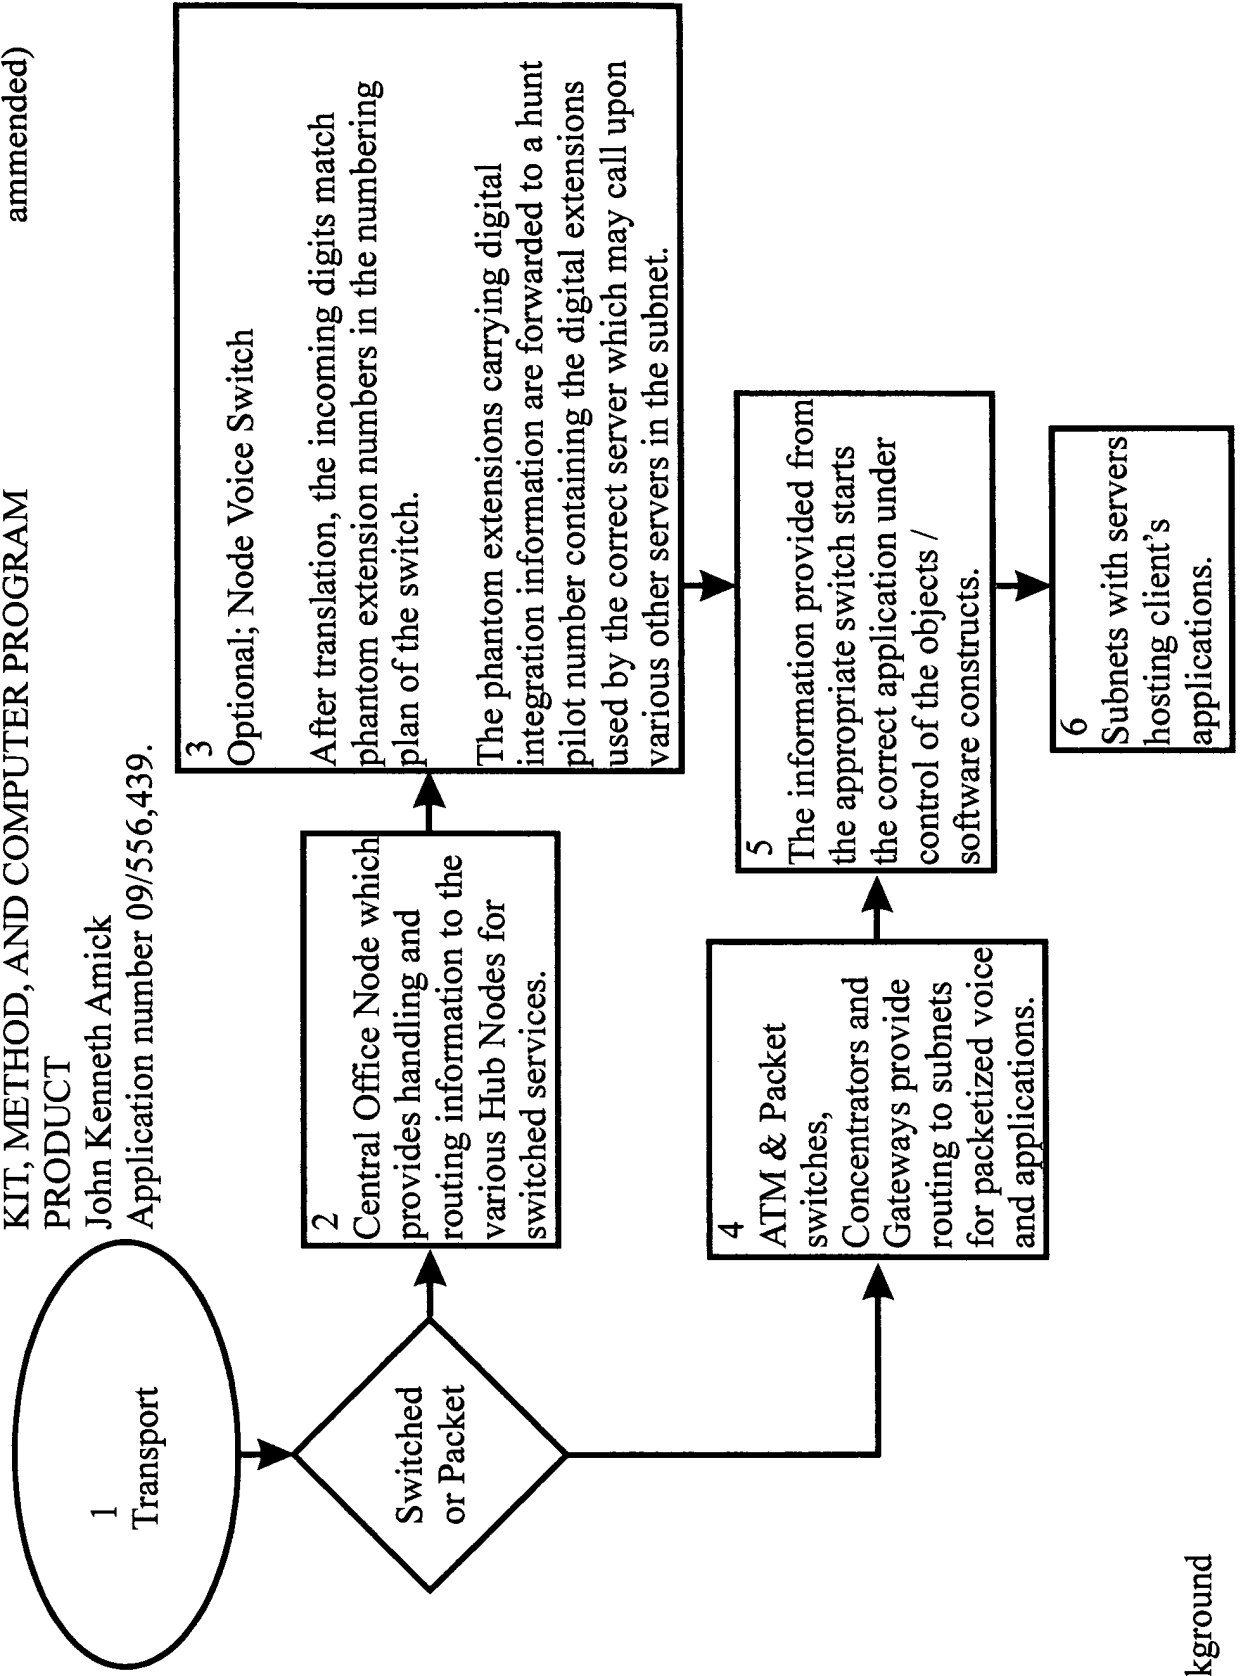 KIT, METHOD, AND COMPUTER PROGRAM
PRODUCT
John Kenneth Amick
Application number 09/556,439.
ammended)
1
Transport
Switched
or Packet
2
Central Office Node which
provides handling and
routing information to the
various Hub Nodes for
switched services.
3
Optional; Node Voice Switch
After translation, the incoming digits match
phantom extension numbers in the numbering
plan of the switch.
The phantom extensions carrying digital
integration information are forwarded to a hunt
pilot number containing the digital extensions
used by the correct server which may call upon
various other servers in the subnet.
4
ATM & Packet
switches,
Concentrators and
Gateways provide
routing to subnets
for packetized voice
and applications.
5
The information provided from
the appropriate switch starts
the correct application under
control of the objects /
software constructs.
6
Subnets with servers
hosting client's
applications.
kground